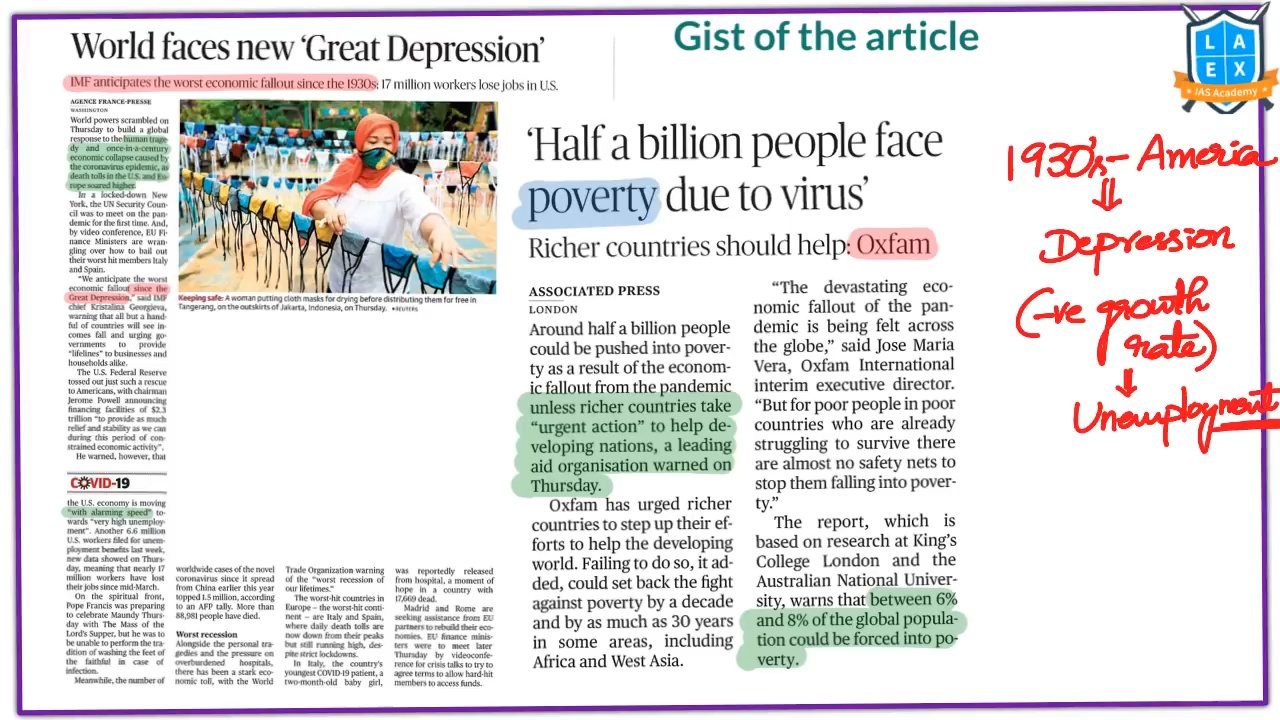 Gist of the article
L A
E X
IAS Academy
World faces new ‘Great Depression’
IMF anticipates the worst economic fallout since the 1930s; 17 million workers lose jobs in U.S.
AGENCE FRANCE-PRESSE
WASHINGTON
World powers scrambled on
Thursday to build a global
response to the human trage-
dy and once-in-a-century
economic collapse caused by
the coronavirus epidemic, as
death tolls in the U.S. and Eu-
rope soared higher.
In a locked-down New
York, the UN Security Coun-
cil was to meet on the pan-
demic for the first time. And,
by video conference, EU Fi-
nance Ministers are wran-
gling over how to bail out
their worst hit members Italy
and Spain.
“We anticipate the worst
economic fallout since the
Great Depression,” said IMF
chief Kristalina Georgieva,
warning that all but a hand-
ful of countries will see in-
comes fall and urging go-
vernments to provide
“lifelines” to businesses and
households alike.
The U.S. Federal Reserve
tossed out just such a rescue
to Americans, with chairman
Jerome Powell announcing
financing facilities of $2.3
trillion “to provide as much
relief and stability as we can
during this period of con-
strained economic activity”.
He warned, however, that
COVID-19
the U.S. economy is moving
“with alarming speed” to-
wards “very high unemploy-
ment”. Another 6.6 million
U.S. workers filed for unem-
ployment benefits last week,
new data showed on Thurs-
day, meaning that nearly 17
million workers have lost
their jobs since mid-March.
On the spiritual front,
Pope Francis was preparing
to celebrate Maundy Thurs-
day with The Mass of the
Lord’s Supper, but he was to
be unable to perform the tra-
dition of washing the feet of
the faithful in case of
infection.
Meanwhile, the number of
Keeping safe: A woman putting cloth masks for drying before distributing them for free in
Tangerang, on the outskirts of Jakarta, Indonesia, on Thursday. •REUTERS
worldwide cases of the novel
coronavirus since it spread
from China earlier this year
topped 1.5 million, according
to an AFP tally. More than
88,981 people have died.
Worst recession
Alongside the personal tra-
gedies and the pressure on
overburdened hospitals,
there has been a stark eco-
nomic toll, with the World
Trade Organization warning
of the “worst recession of
our lifetimes.”
The worst-hit countries in
Europe – the worst-hit conti-
nent – are Italy and Spain,
where daily death tolls are
now down from their peaks
but still running high, des-
pite strict lockdowns.
In Italy, the country’s
youngest COVID-19 patient, a
two-month-old baby girl,
was reportedly released
from hospital, a moment of
hope in a country with
17,669 dead.
Madrid and Rome are
seeking assistance from EU
partners to rebuild their eco-
nomies. EU finance minis-
ters were to meet later
Thursday by videoconfe-
rence for crisis talks to try to
agree terms to allow hard-hit
members to access funds.
‘Half a billion people face
poverty due to virus’
Richer countries should help: Oxfam
ASSOCIATED PRESS
LONDON
Around half a billion people
could be pushed into pover-
ty as a result of the econom-
ic fallout from the pandemic
unless richer countries take
“urgent action” to help de-
veloping nations, a leading
aid organisation warned on
Thursday.
Oxfam has urged richer
countries to step up their ef-
forts to help the developing
world. Failing to do so, it ad-
ded, could set back the fight
against poverty by a decade
and by as much as 30 years
in some areas, including
Africa and West Asia.
“The devastating eco-
nomic fallout of the pan-
demic is being felt across
the globe,” said Jose Maria
Vera, Oxfam International
interim executive director.
“But for poor people in poor
countries who are already
struggling to survive there
are almost no safety nets to
stop them falling into pover-
ty.”
The report, which is
based on research at King’s
College London and the
Australian National Univer-
sity, warns that between 6%
and 8% of the global popula-
tion could be forced into po-
verty.
1930's - Ameria
Depression
(-ve growth
rate)
Unemployment